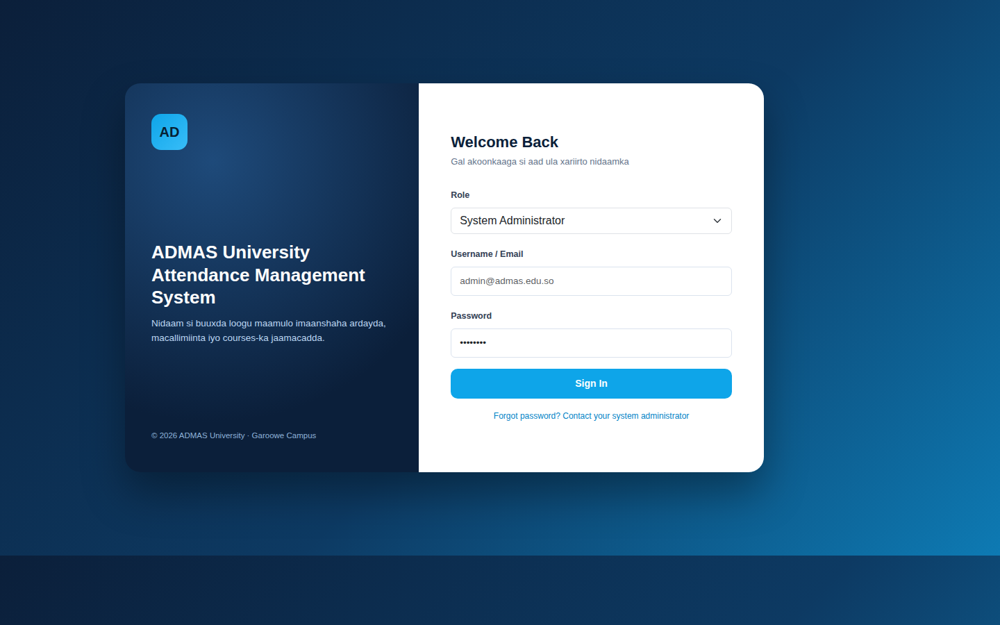 AD
ADMAS University
Attendance Management
System
Nidaam si buuxda loogu maamulo imaanshaha ardayda,
macallimiinta iyo courses-ka jaamacadda.
© 2026 ADMAS University · Garoowe Campus
Welcome Back
Gal akoonkaaga si aad ula xariirto nidaamka
Role
System Administrator
Username / Email
admin@admas.edu.so
Password
••••••••
Sign In
Forgot password? Contact your system administrator